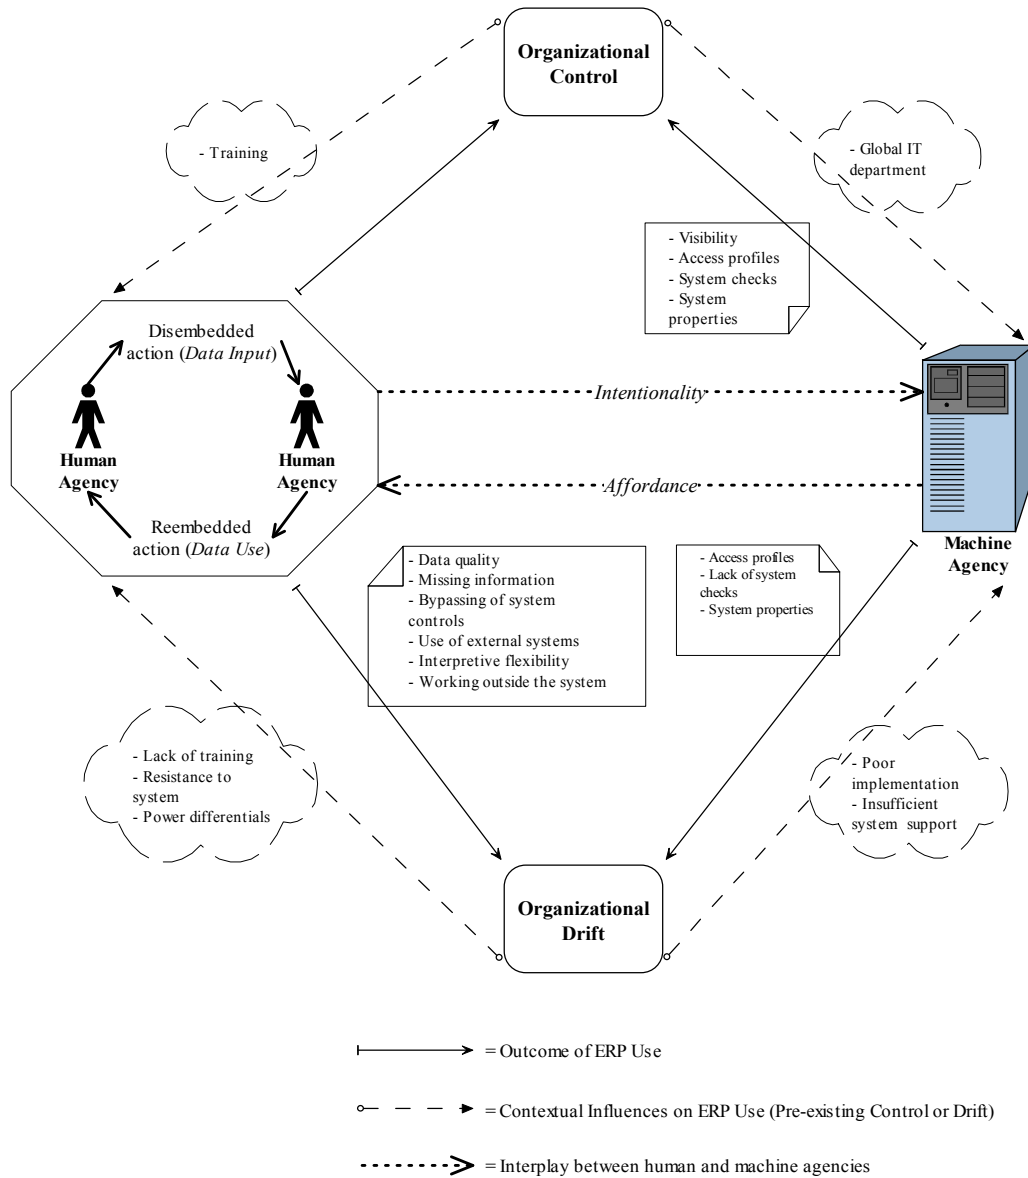 Organizational
Control
- Training
- Global IT
department
- Visibility
- Access profiles
- System checks
- System
properties
Disembedded
action (Data Input)
Intentionality
Human
Agency
Human
Agency
Affordance
Reembedded
action (Data Use)
Machine
Agency
- Data quality
- Missing information
- Bypassing of system
controls
- Use of external systems
- Interpretive flexibility
- Working outside the system
- Access profiles
- Lack of system
checks
- System properties
- Lack of training
- Resistance to
system
- Power differentials
- Poor
implementation
- Insufficient
system support
Organizational
Drift
= Outcome of ERP Use
= Contextual Influences on ERP Use (Pre-existing Control or Drift)
= Interplay between human and machine agencies